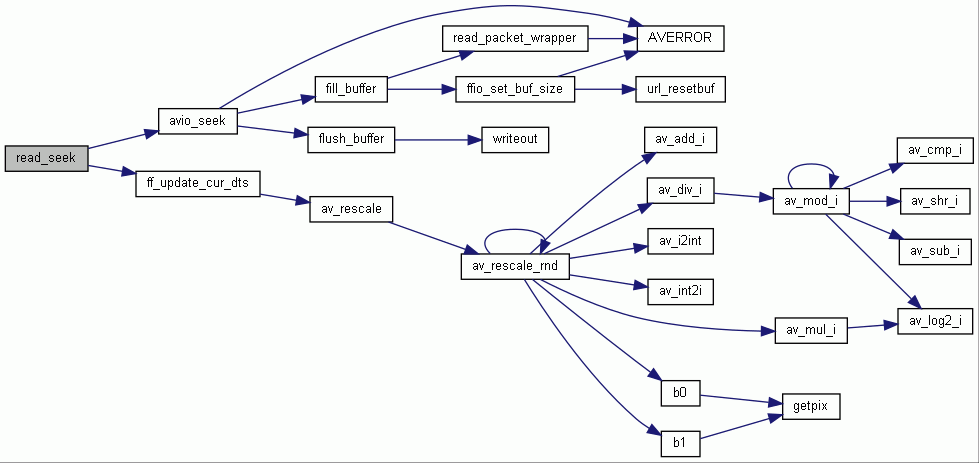 read_packet_wrapper
AVERROR
fill_buffer
ffio_set_buf_size
url_resetbuf
avio_seek
flush_buffer
writeout
av_add_i
av_cmp_i
read_seek
ff_update_cur_dts
av_rescale
av_div_i
av_mod_i
av_shr_i
av_rescale_rnd
av_i2int
av_sub_i
av_int2i
av_mul_i
av_log2_i
b0
getpix
b1